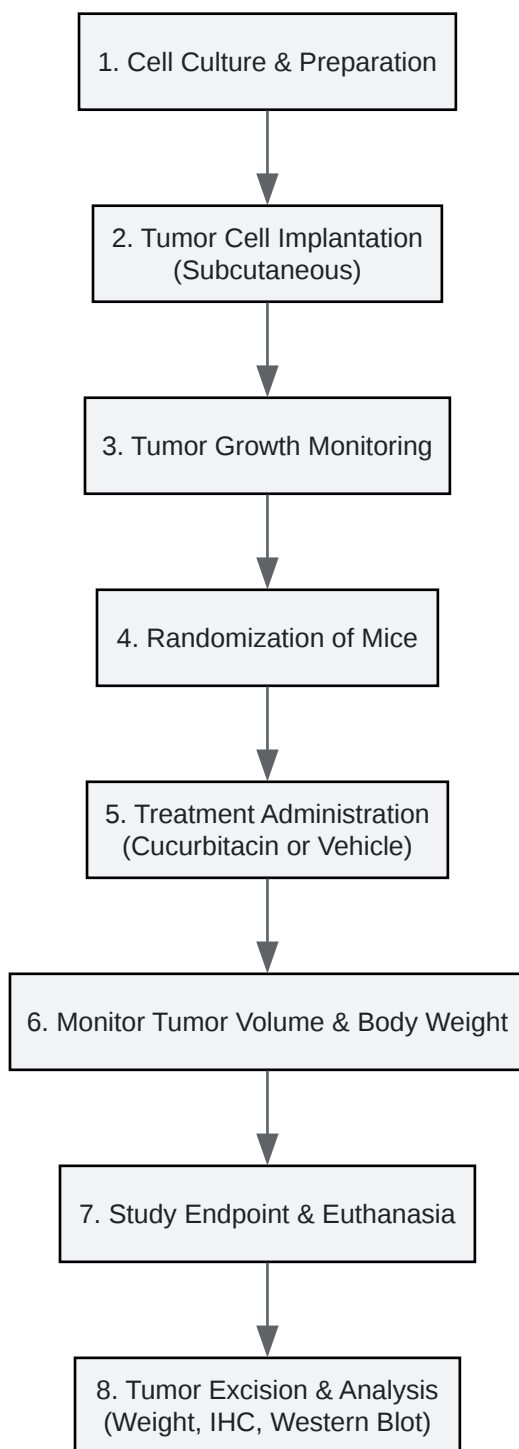 1. Cell Culture & Preparation
2. Tumor Cell Implantation
(Subcutaneous)
3. Tumor Growth Monitoring
4. Randomization of Mice
5. Treatment Administration
(Cucurbitacin or Vehicle)
6. Monitor Tumor Volume & Body Weight
7. Study Endpoint & Euthanasia
8. Tumor Excision & Analysis
(Weight, IHC, Western Blot)